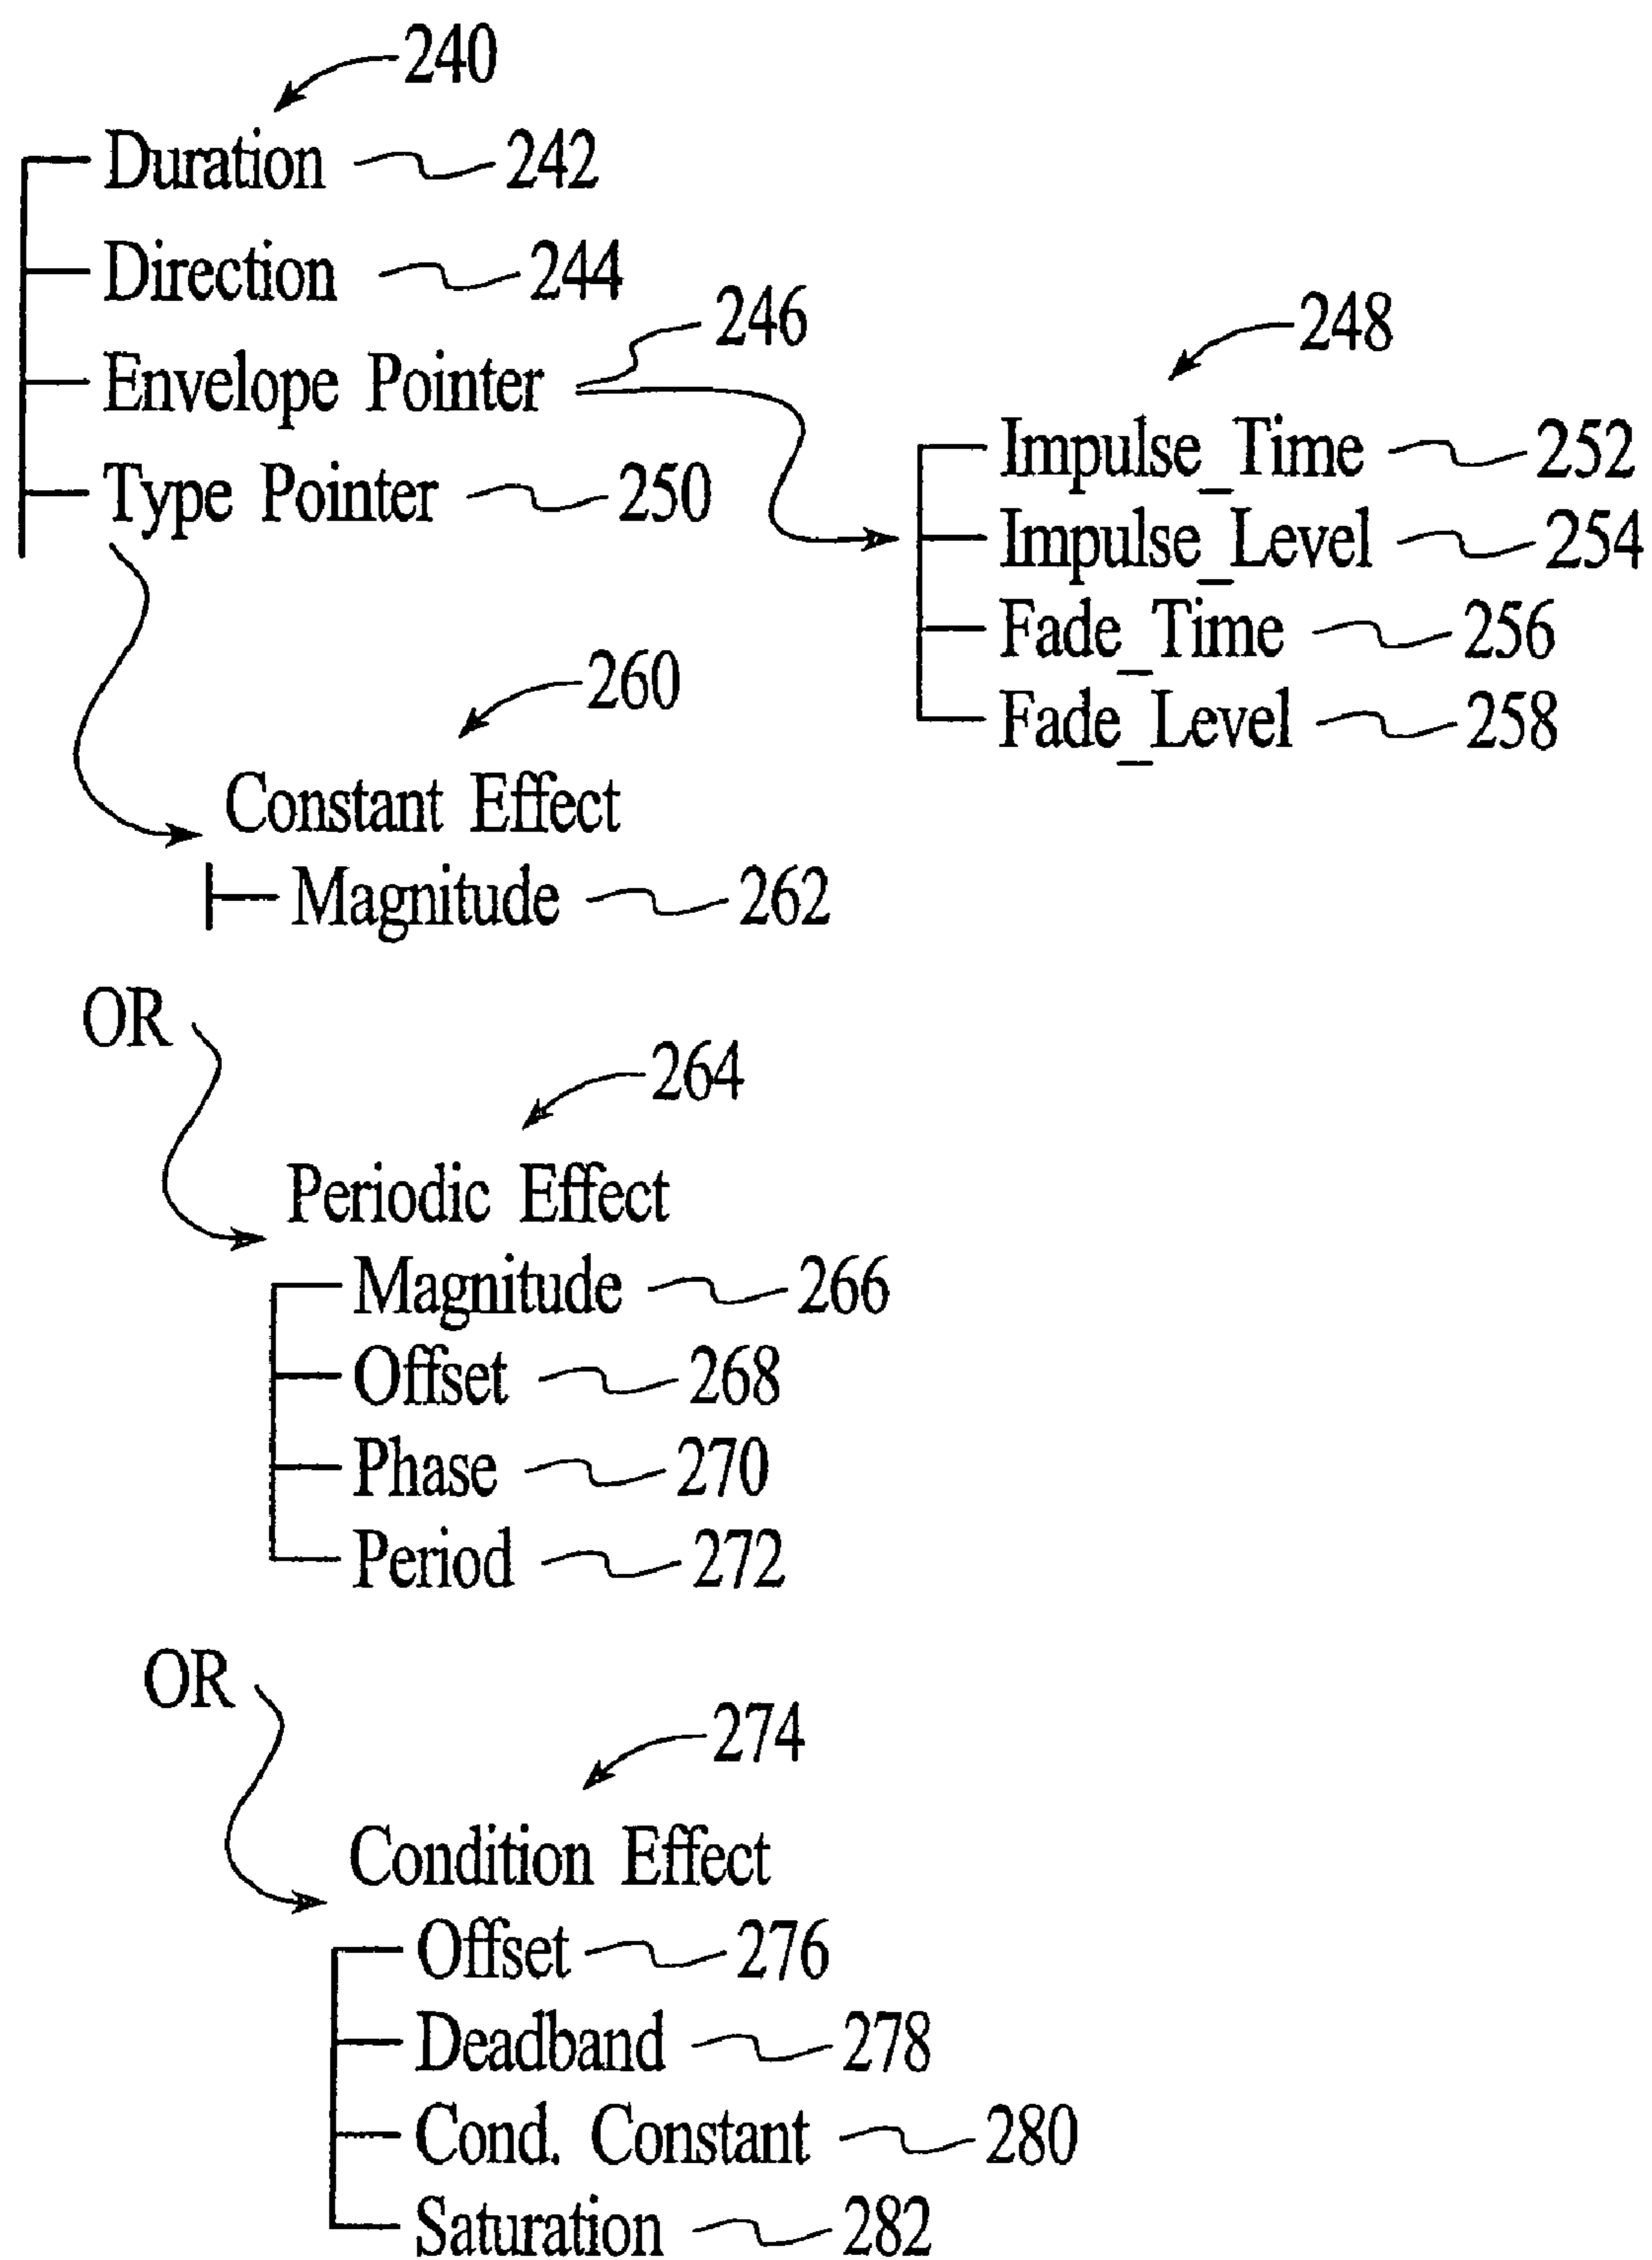 240
Duration 242
Direction 244
Envelope Pointer 246
Type Pointer 250
248
Impulse_Time 252
Impulse_Level 254
Fade_Time 256
Fade_Level 258
260
Constant Effect
Magnitude 262
OR
264
Periodic Effect
Magnitude 266
Offset 268
Phase 270
Period 272
OR
274
Condition Effect
Offset 276
Deadband 278
Cond. Constant 280
Saturation 282